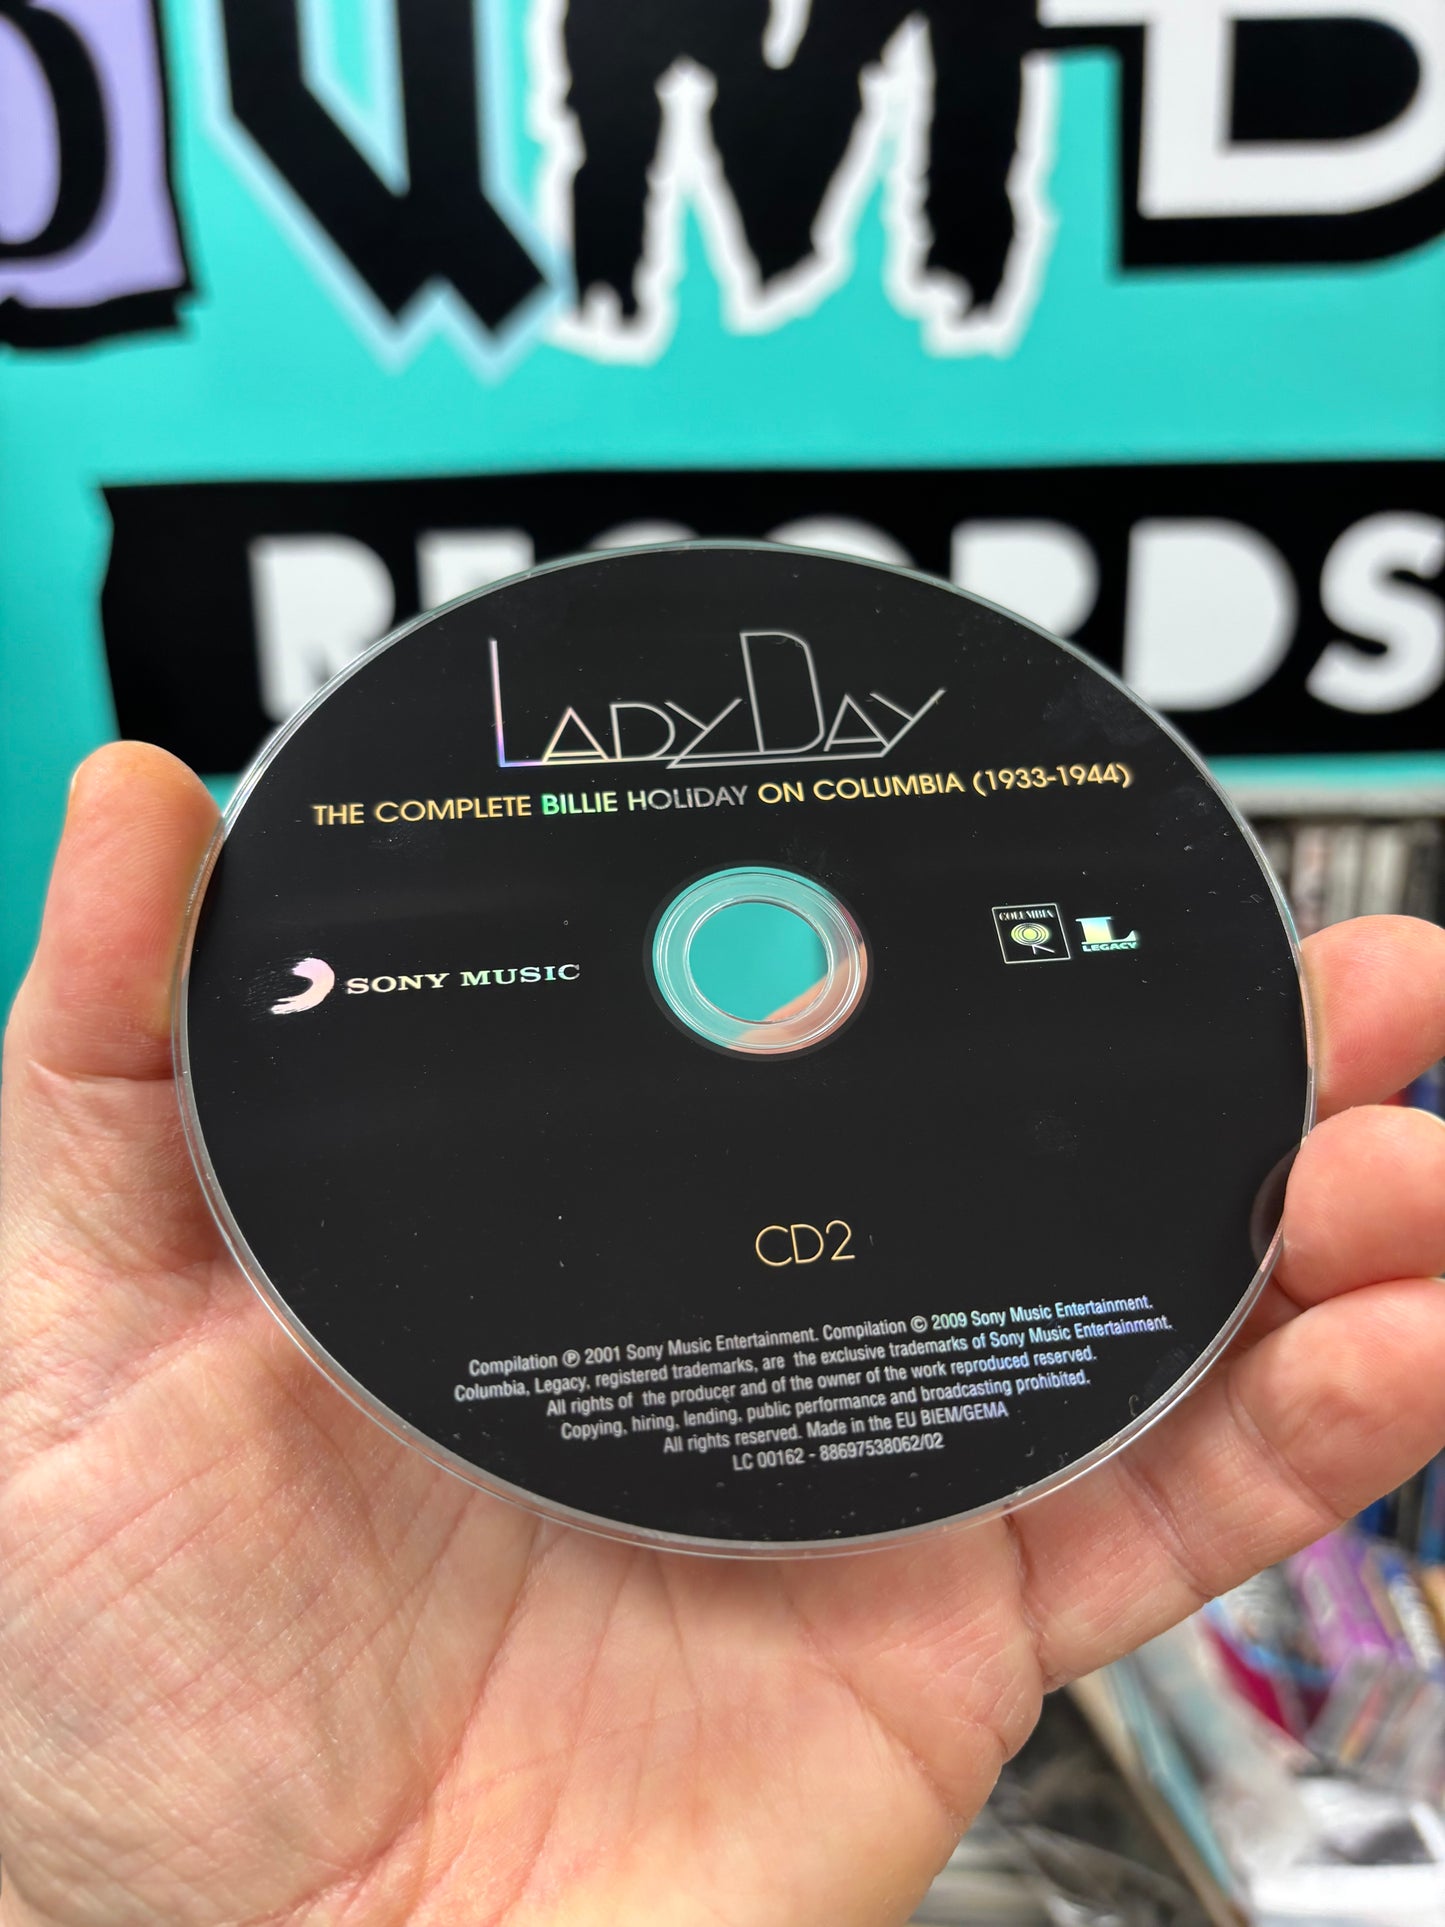 UMB
RECORDS
LADY DAY
THE COMPLETE BILLIE HOLIDAY ON COLUMBIA (1933-1944)
SONY MUSIC
COLUMBIA
L
LEGACY
CD2
Compilation ℗ 2001 Sony Music Entertainment. Compilation © 2009 Sony Music Entertainment.
Columbia, Legacy, registered trademarks, are the exclusive trademarks of Sony Music Entertainment.
All rights of the producer and of the owner of the work reproduced reserved.
Copying, hiring, lending, public performance and broadcasting prohibited.
All rights reserved. Made in the EU BIEM/GEMA
LC 00162 - 88697538062/02